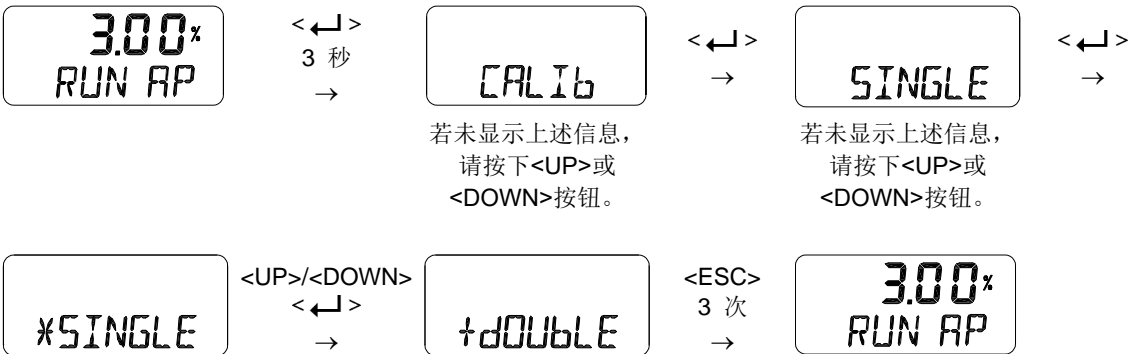 3.00%
RUN AP
<↵>
3 秒
→
CALIb
若未显示上述信息，
请按下<UP>或
<DOWN>按钮。
<↵>
→
SINGLE
若未显示上述信息，
请按下<UP>或
<DOWN>按钮。
<↵>
→
*SINGLE
<UP>/<DOWN>
<↵>
→
+dOUbLE
<ESC>
3 次
→
3.00%
RUN AP